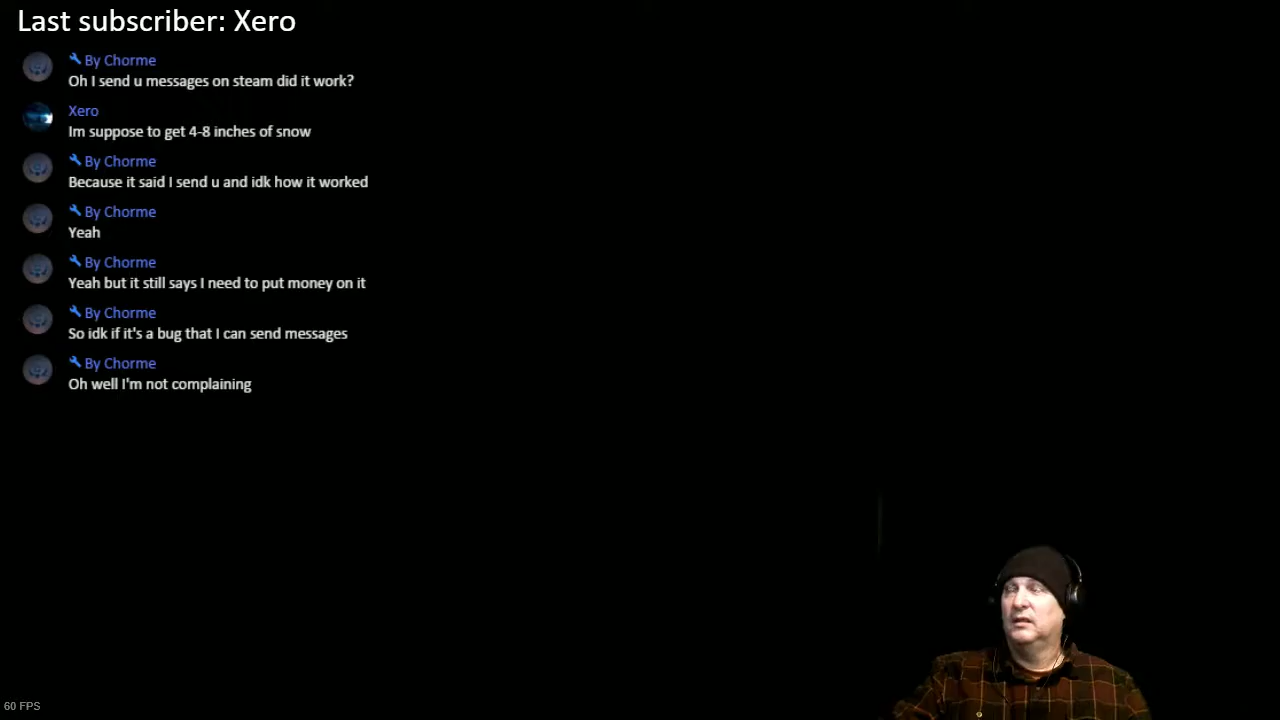 Last subscriber: Xero
By Chorme
Oh I send u messages on steam did it work?
Xero
Im suppose to get 4-8 inches of snow
By Chorme
Because it said I send u and idk how it worked
By Chorme
Yeah
By Chorme
Yeah but it still says I need to put money on it
By Chorme
So idk if it's a bug that I can send messages
By Chorme
Oh well I'm not complaining
60 FPS